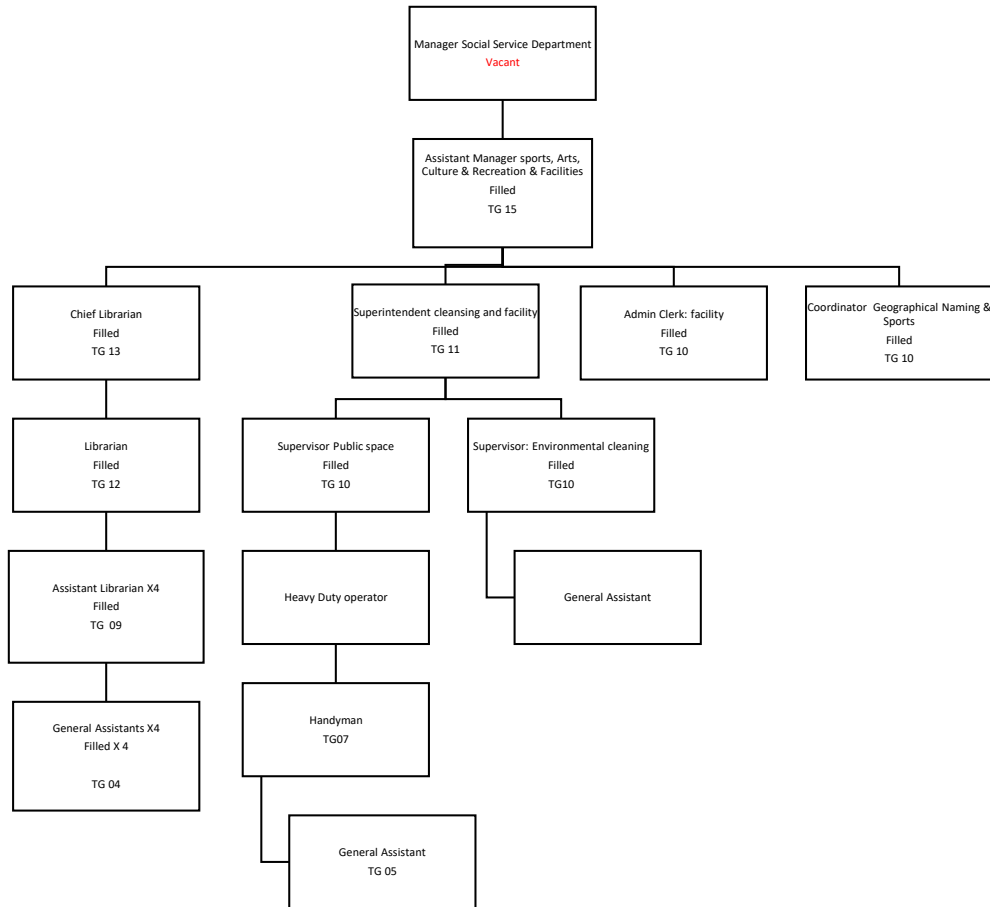 Manager Social Service Department
Vacant
Assistant Manager sports, Arts,
Culture & Recreation & Facilities
Filled
TG 15
Chief Librarian
Filled
TG 13
Superintendent cleansing and facility
Filled
TG 11
Admin Clerk: facility
Filled
TG 10
Coordinator Geographical Naming &
Sports
Filled
TG 10
Librarian
Filled
TG 12
Supervisor Public space
Filled
TG 10
Supervisor: Environmental cleaning
Filled
TG10
Assistant Librarian X4
Filled
TG 09
Heavy Duty operator
General Assistant
General Assistants X4
Filled X 4
TG 04
Handyman
TG07
General Assistant
TG 05